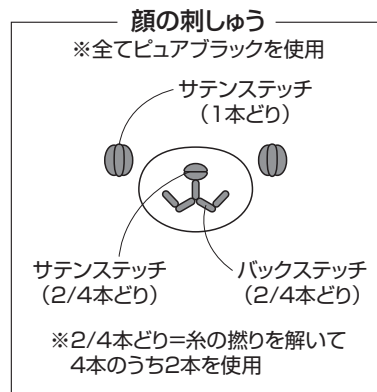 顔の刺しゅう
※全てピュアブラックを使用
サテンステッチ
(1本どり)
サテンステッチ
(2/4本どり)
バックステッチ
(2/4本どり)
※2/4本どり=糸の撚りを解いて
4本のうち2本を使用